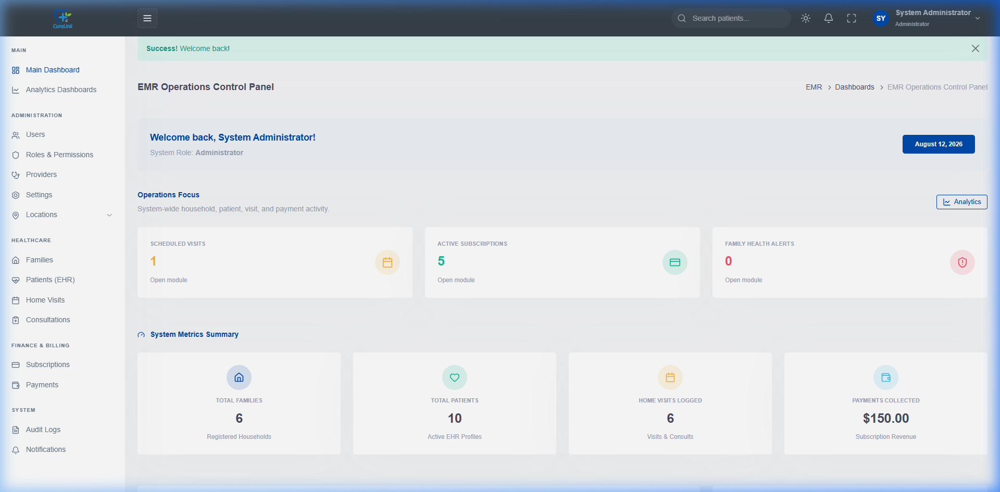 CuraLink
Search patients...
SY
System Administrator
Administrator
MAIN
Main Dashboard
Analytics Dashboards
ADMINISTRATION
Users
Roles & Permissions
Providers
Settings
Locations
HEALTHCARE
Families
Patients (EHR)
Home Visits
Consultations
FINANCE & BILLING
Subscriptions
Payments
SYSTEM
Audit Logs
Notifications
Success! Welcome back!
EMR Operations Control Panel
EMR > Dashboards > EMR Operations Control Panel
Welcome back, System Administrator!
System Role: Administrator
August 12, 2026
Operations Focus
System-wide household, patient, visit, and payment activity.
Analytics
SCHEDULED VISITS
1
Open module
ACTIVE SUBSCRIPTIONS
5
Open module
FAMILY HEALTH ALERTS
0
Open module
System Metrics Summary
TOTAL FAMILIES
6
Registered Households
TOTAL PATIENTS
10
Active EHR Profiles
HOME VISITS LOGGED
6
Visits & Consults
PAYMENTS COLLECTED
$150.00
Subscription Revenue